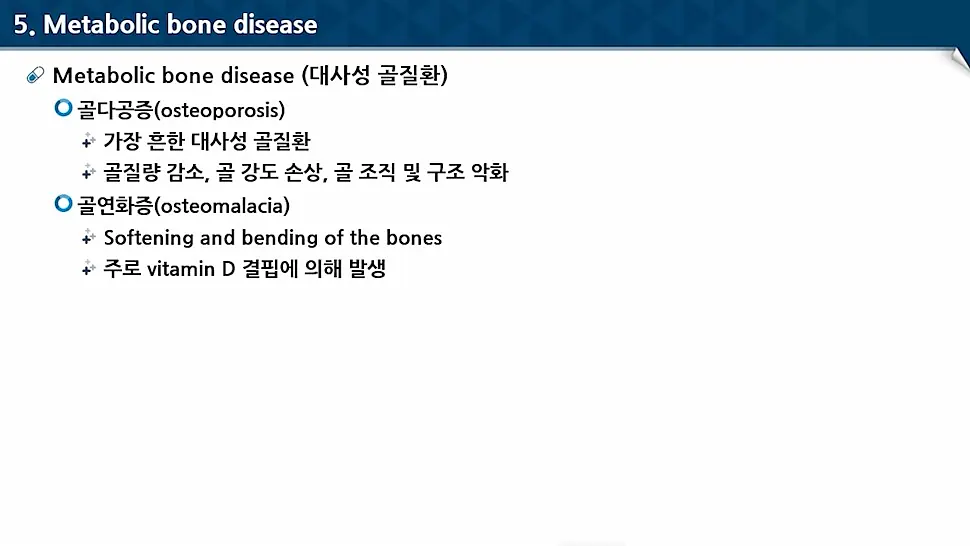 5. Metabolic bone disease
Metabolic bone disease (대사성 골질환)
골다공증(osteoporosis)
가장 흔한 대사성 골질환
골질량 감소, 골 강도 손상, 골 조직 및 구조 악화
골연화증(osteomalacia)
Softening and bending of the bones
주로 vitamin D 결핍에 의해 발생